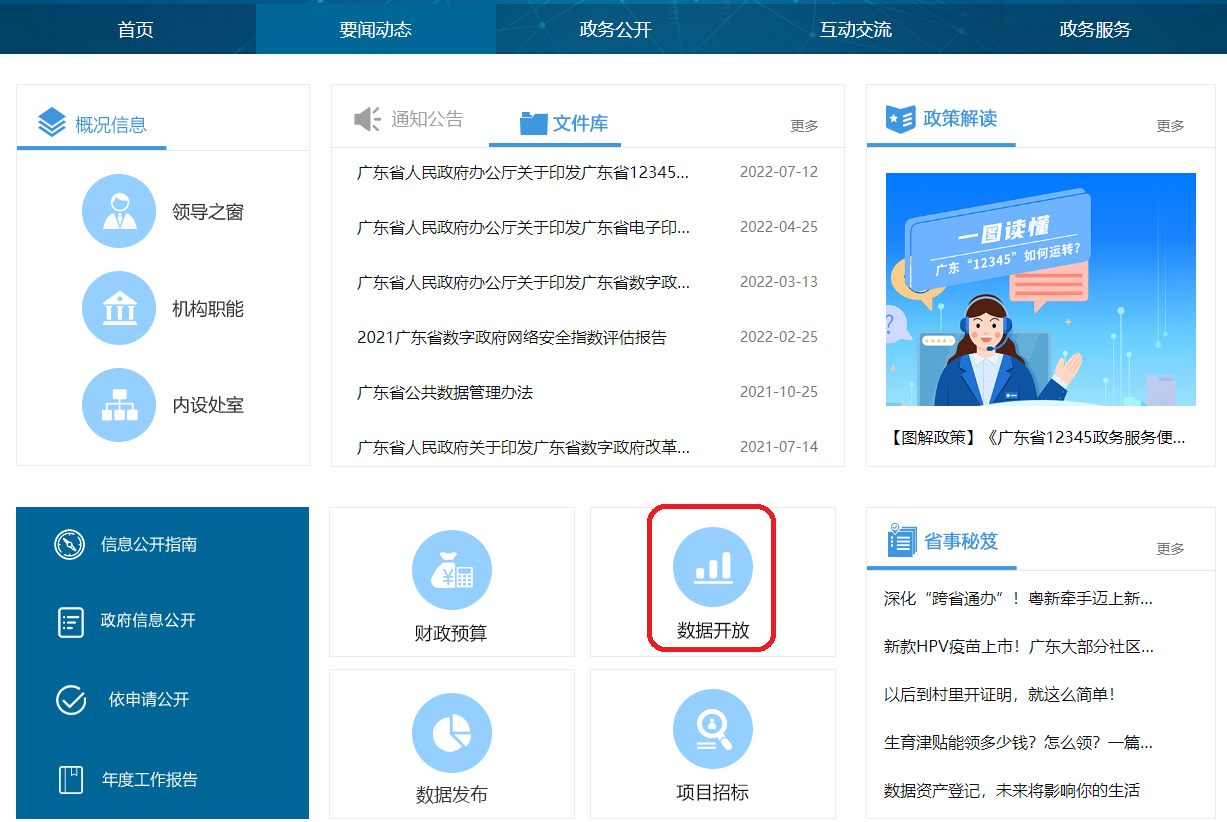 首页
要闻动态
政务公开
互动交流
政务服务
概况信息
领导之窗
机构职能
内设处室
通知公告
文件库
更多
广东省人民政府办公厅关于印发广东省12345...
2022-07-12
广东省人民政府办公厅关于印发广东省电子印...
2022-04-25
广东省人民政府办公厅关于印发广东省数字政...
2022-03-13
2021广东省数字政府网络安全指数评估报告
2022-02-25
广东省公共数据管理办法
2021-10-25
广东省人民政府关于印发广东省数字政府改革...
2021-07-14
政策解读
更多
一图读懂
广东“12345”如何运转?
?
【图解政策】《广东省12345政务服务便...
信息公开指南
政府信息公开
依申请公开
年度工作报告
¥
财政预算
数据开放
数据发布
项目招标
省事秘笈
更多
深化“跨省通办”！粤新牵手迈上新...
新款HPV疫苗上市！广东大部分社区...
以后到村里开证明，就这么简单！
生育津贴能领多少钱？怎么领？一篇...
数据资产登记，未来将影响你的生活